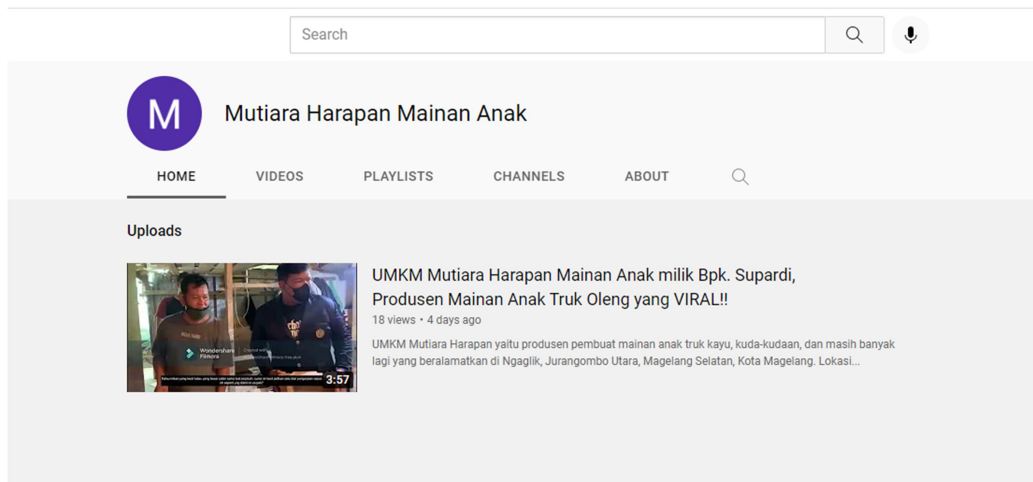 Search
M
Mutiara Harapan Mainan Anak
HOME VIDEOS PLAYLISTS CHANNELS ABOUT
Uploads
UMKM Mutiara Harapan Mainan Anak milik Bpk. Supardi,
Produsen Mainan Anak Truk Oleng yang VIRAL!!
18 views • 4 days ago
UMKM Mutiara Harapan yaitu produsen pembuat mainan anak truk kayu, kuda-kudaan, dan masih banyak
lagi yang beralamatkan di Ngaglik, Jurangombo Utara, Magelang Selatan, Kota Magelang. Lokasi...
Wondershare
Filmora
3:57